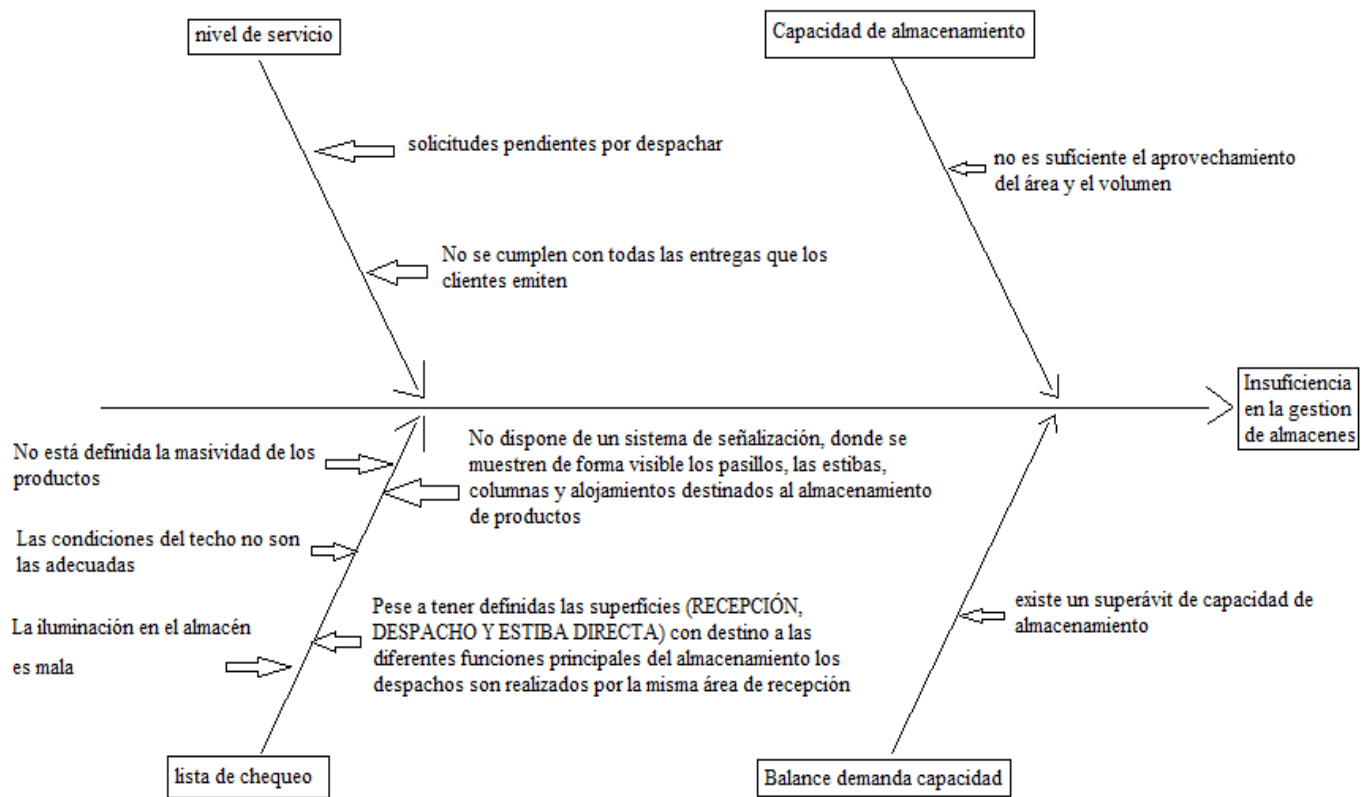 nivel de servicio
Capacidad de almacenamiento
solicitudes pendientes por despachar
no es suficiente el aprovechamiento
del área y el volumen
No se cumplen con todas las entregas que los
clientes emiten
Insuficiencia
en la gestion
de almacenes
No está definida la masividad de los
productos
No dispone de un sistema de señalización, donde se
muestren de forma visible los pasillos, las estibas,
columnas y alojamientos destinados al almacenamiento
de productos
Las condiciones del techo no son
las adecuadas
Pese a tener definidas las superfícies (RECEPCIÓN,
DESPACHO Y ESTIBA DIRECTA) con destino a las
diferentes funciones principales del almacenamiento los
despachos son realizados por la misma área de recepción
La iluminación en el almacén
es mala
existe un superávit de capacidad de
almacenamiento
lista de chequeo
Balance demanda capacidad